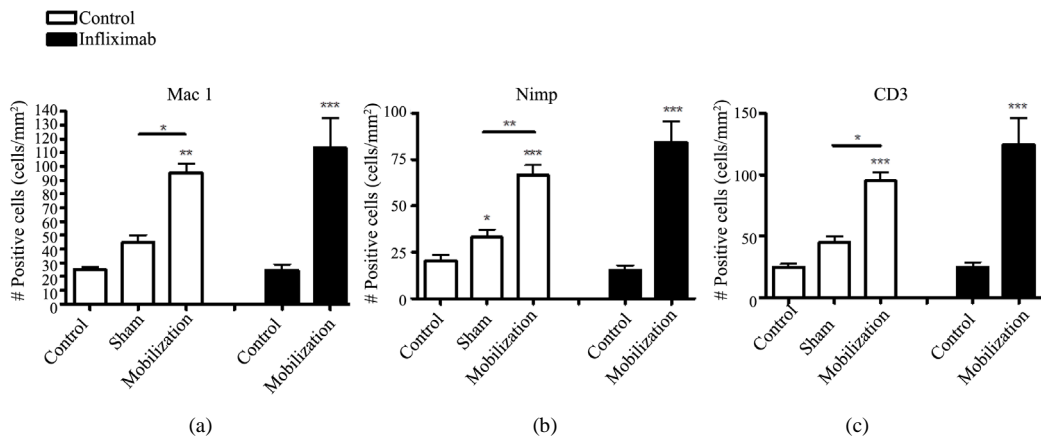 Control
Infliximab
Mac 1
# Positive cells (cells/mm²)
140
130
120
110
100
90
80
70
60
50
40
30
20
10
0
*
**
***
Control
Sham
Mobilization
Control
Mobilization
(a)
Nimp
# Positive cells (cells/mm²)
100
75
50
25
0
*
**
***
***
Control
Sham
Mobilization
Control
Mobilization
(b)
CD3
# Positive cells (cells/mm²)
150
100
50
0
*
***
***
Control
Sham
Mobilization
Control
Mobilization
(c)